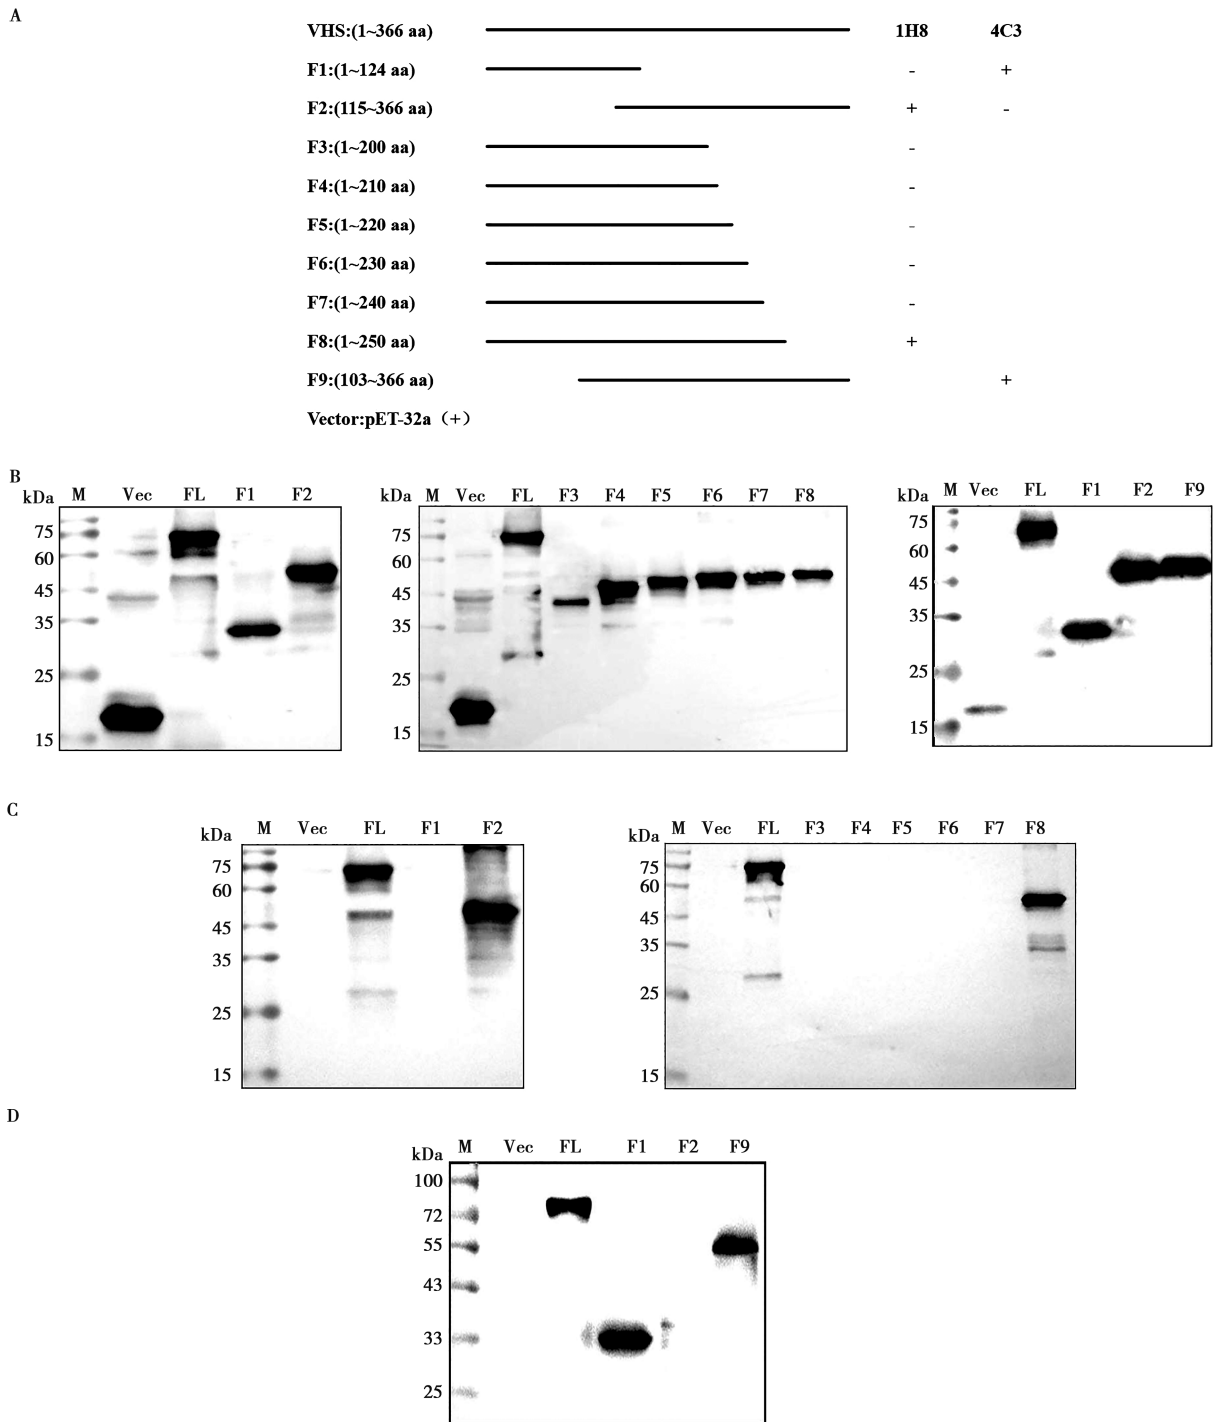 A
VHS:(1~366 aa) 1H8 4C3
F1:(1~124 aa) - +
F2:(115~366 aa) + -
F3:(1~200 aa) -
F4:(1~210 aa) -
F5:(1~220 aa) -
F6:(1~230 aa) -
F7:(1~240 aa) -
F8:(1~250 aa) +
F9:(103~366 aa) +
Vector:pET-32a（+）
B
kDa M Vec FL F1 F2
75
60
45
35
25
15
kDa M Vec FL F3 F4 F5 F6 F7 F8
75
60
45
35
25
15
kDa M Vec FL F1 F2 F9
75
60
45
35
25
15
C
kDa M Vec FL F1 F2
75
60
45
35
25
15
kDa M Vec FL F3 F4 F5 F6 F7 F8
75
60
45
35
25
15
D
kDa M Vec FL F1 F2 F9
100
72
55
43
33
25